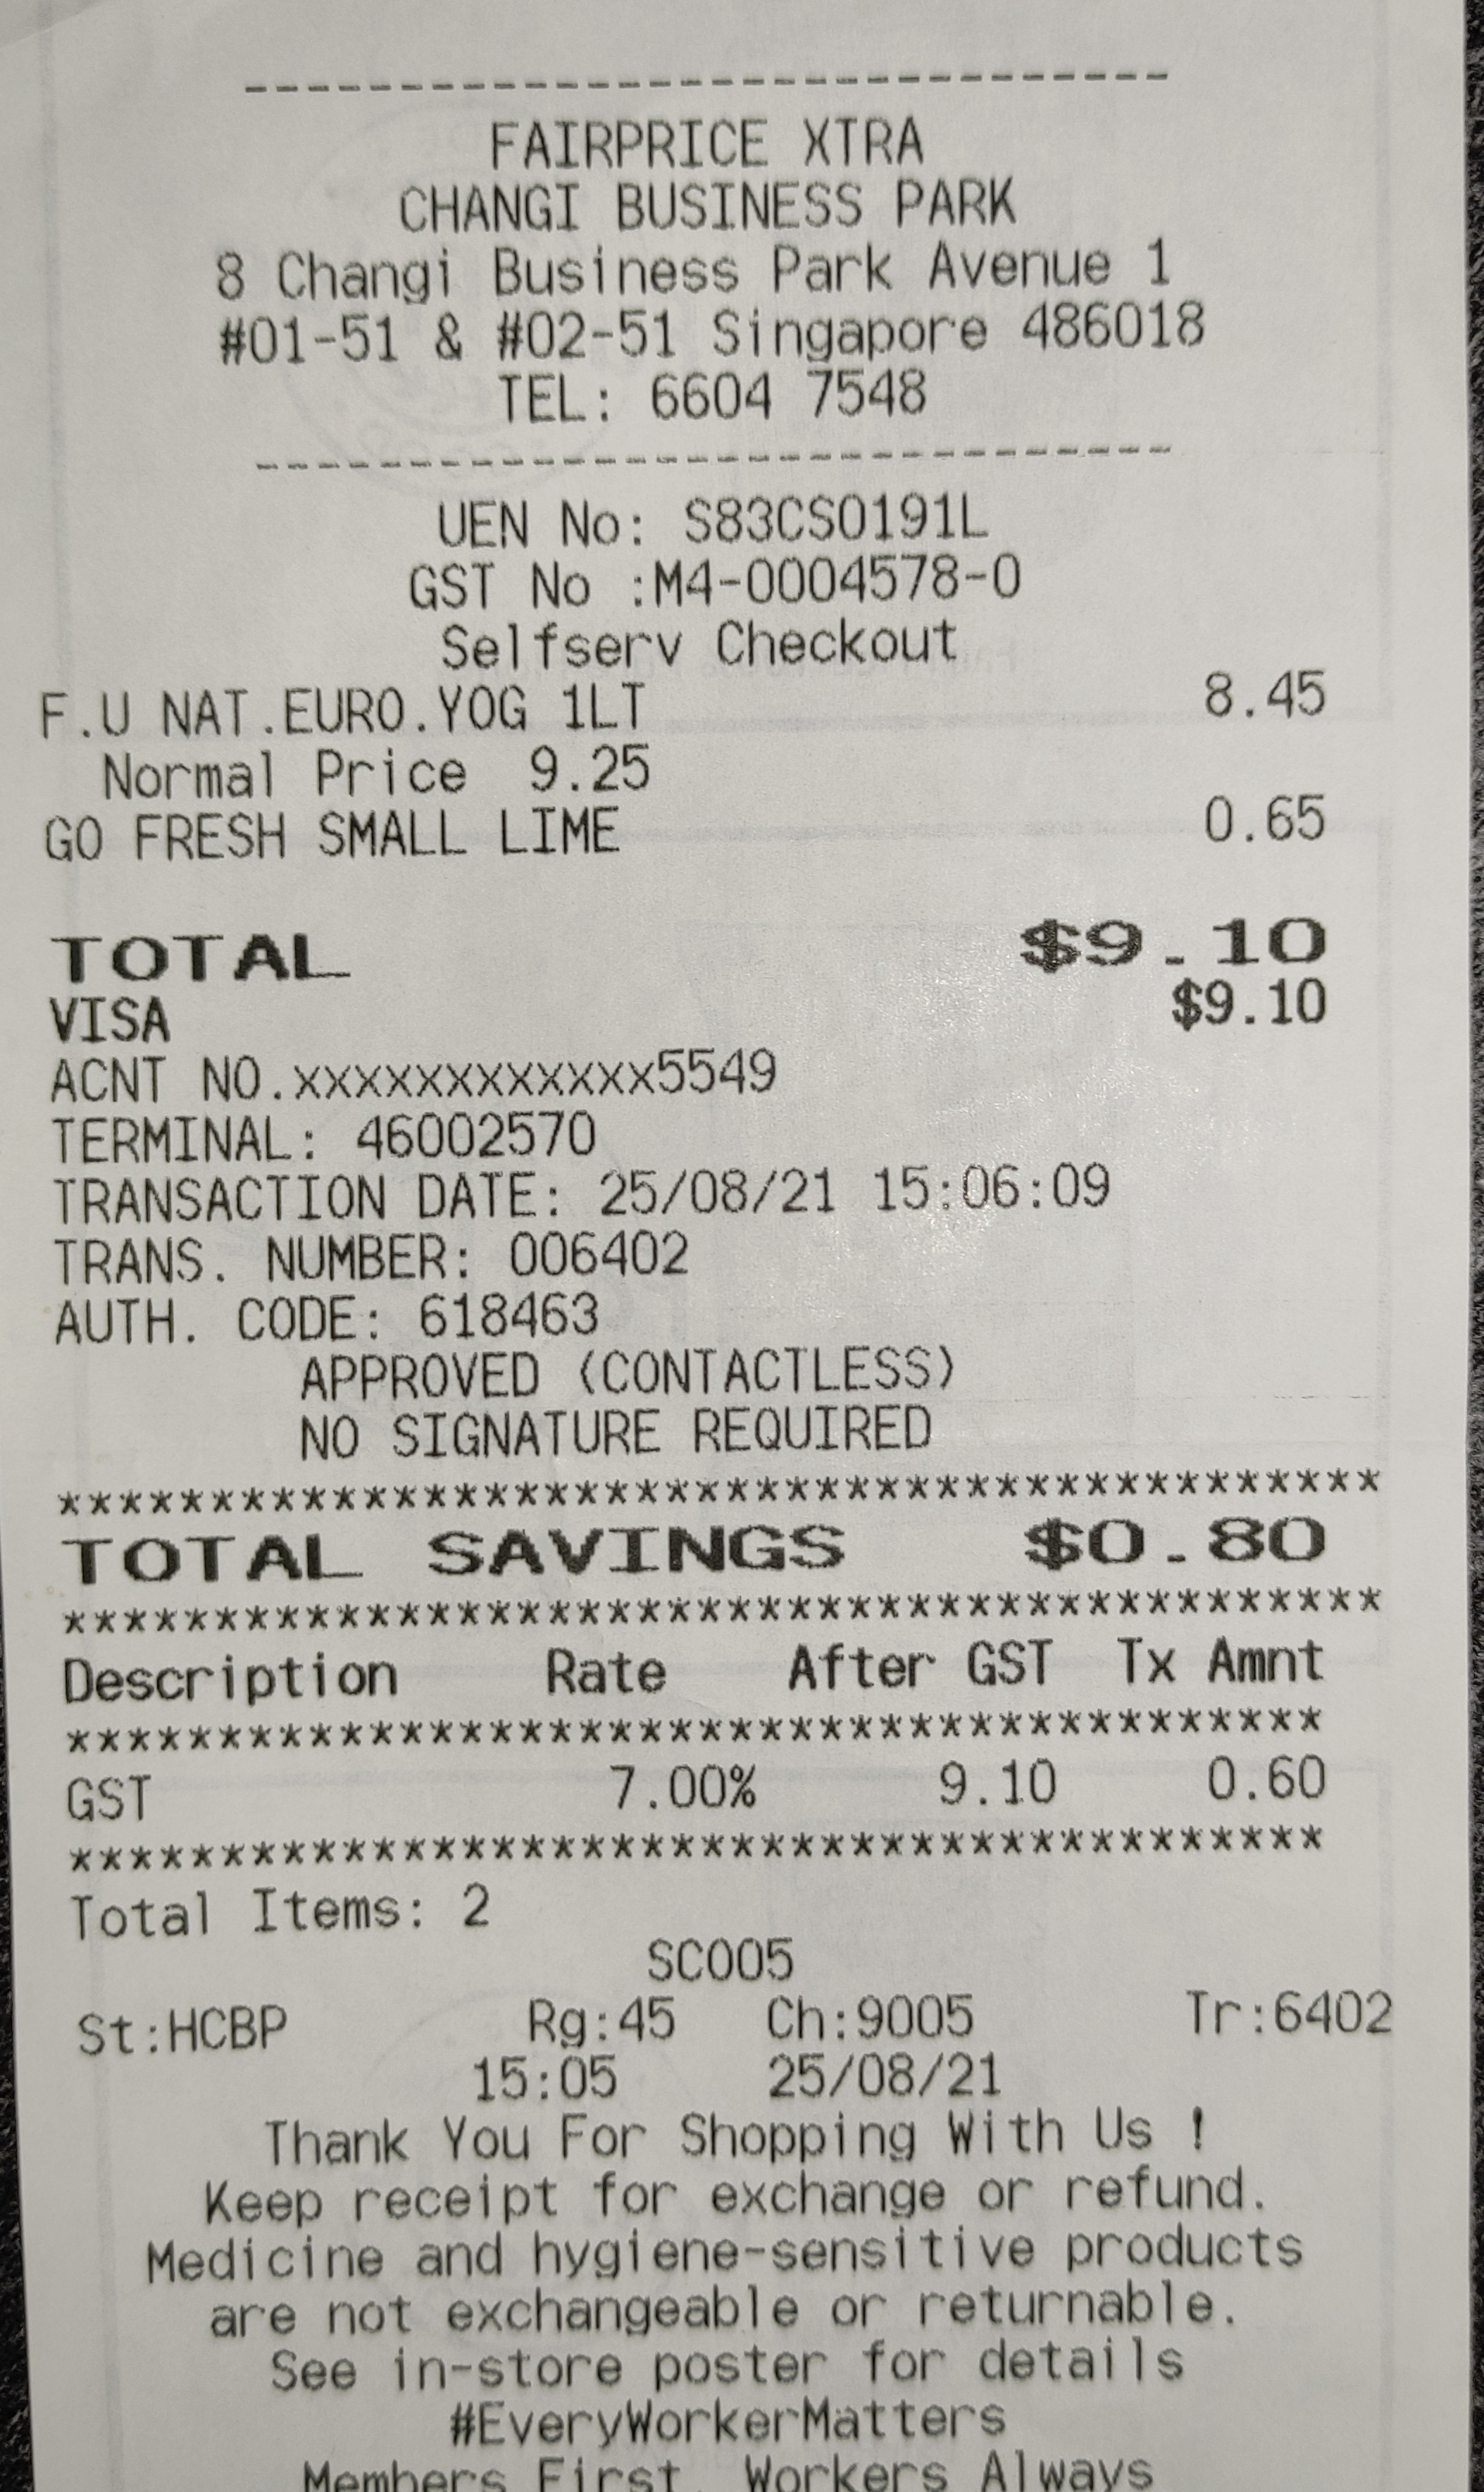 ------------------------------
FAIRPRICE XTRA
CHANGI BUSINESS PARK
8 Changi Business Park Avenue 1
#01-51 & #02-51 Singapore 486018
TEL: 6604 7548
------------------------------
UEN No: S83CS0191L
GST No :M4-0004578-0
Selfserv Checkout
F.U NAT.EURO.YOG 1LT 8.45
Normal Price 9.25
GO FRESH SMALL LIME 0.65
TOTAL $9.10
VISA $9.10
ACNT NO.xxxxxxxxxxxx5549
TERMINAL: 46002570
TRANSACTION DATE: 25/08/21 15:06:09
TRANS. NUMBER: 006402
AUTH. CODE: 618463
APPROVED (CONTACTLESS)
NO SIGNATURE REQUIRED
********************************************
TOTAL SAVINGS $0.80
********************************************
Description Rate After GST Tx Amnt
******************************************
GST 7.00% 9.10 0.60
******************************************
Total Items: 2
SC005
St:HCBP Rg:45 Ch:9005 Tr:6402
15:05 25/08/21
Thank You For Shopping With Us !
Keep receipt for exchange or refund.
Medicine and hygiene-sensitive products
are not exchangeable or returnable.
See in-store poster for details
#EveryWorkerMatters
Members First, Workers Always